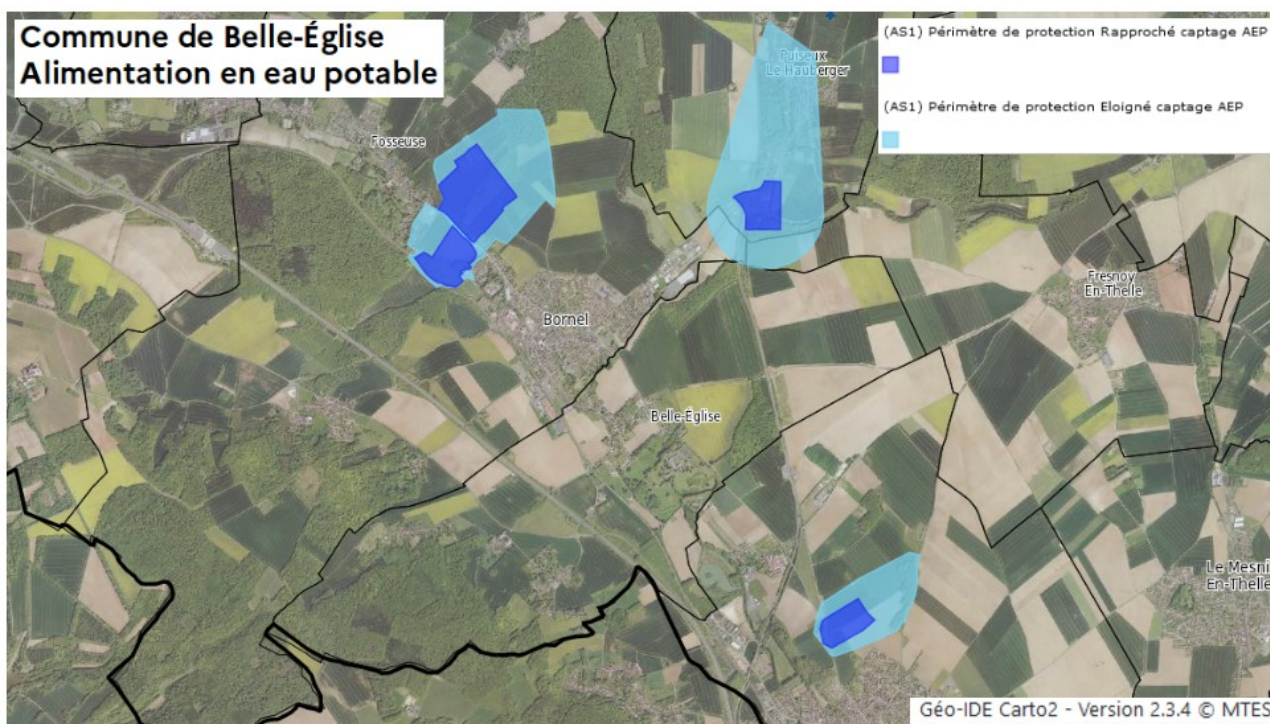 Commune de Belle-Église
Alimentation en eau potable
(AS1) Périmètre de protection Rapproché captage AEP
(AS1) Périmètre de protection Eloigné captage AEP
Puiseux
Le Hauberger
Fosseuse
Fresnoy
En-Thelle
Bornel
Belle-Église
Le Mesni
En-Thelle
Géo-IDE Carto2 - Version 2.3.4 © MTES